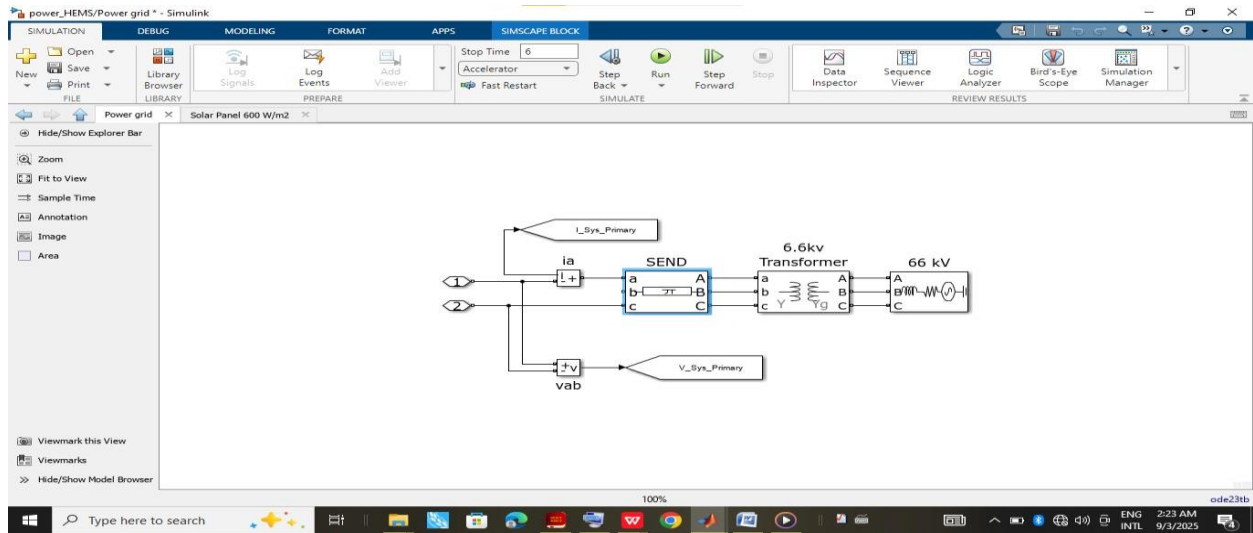 power_HEMS/Power grid * - Simulink
SIMULATION DEBUG MODELING FORMAT APPS SIMSCAPE BLOCK
New
Open
Save
Print
FILE
Library Browser
LIBRARY
Log Signals
Log Events
Add Viewer
PREPARE
Stop Time 6
Accelerator
Fast Restart
Step Back
Run
Step Forward
Stop
SIMULATE
Data Inspector
Sequence Viewer
Logic Analyzer
Bird's-Eye Scope
Simulation Manager
REVIEW RESULTS
Power grid
Solar Panel 600 W/m2
Hide/Show Explorer Bar
Zoom
Fit to View
Sample Time
Annotation
Image
Area
I_Sys_Primary
ia
SEND
6.6kv
Transformer
66 kV
1
2
a A a A A
b B b B B
c C c Y Yg C C
i +
+ v
-
V_Sys_Primary
vab
Viewmark this View
Viewmarks
Hide/Show Model Browser
100%
ode23tb
Type here to search
ENG
INTL
2:23 AM
9/3/2025
4